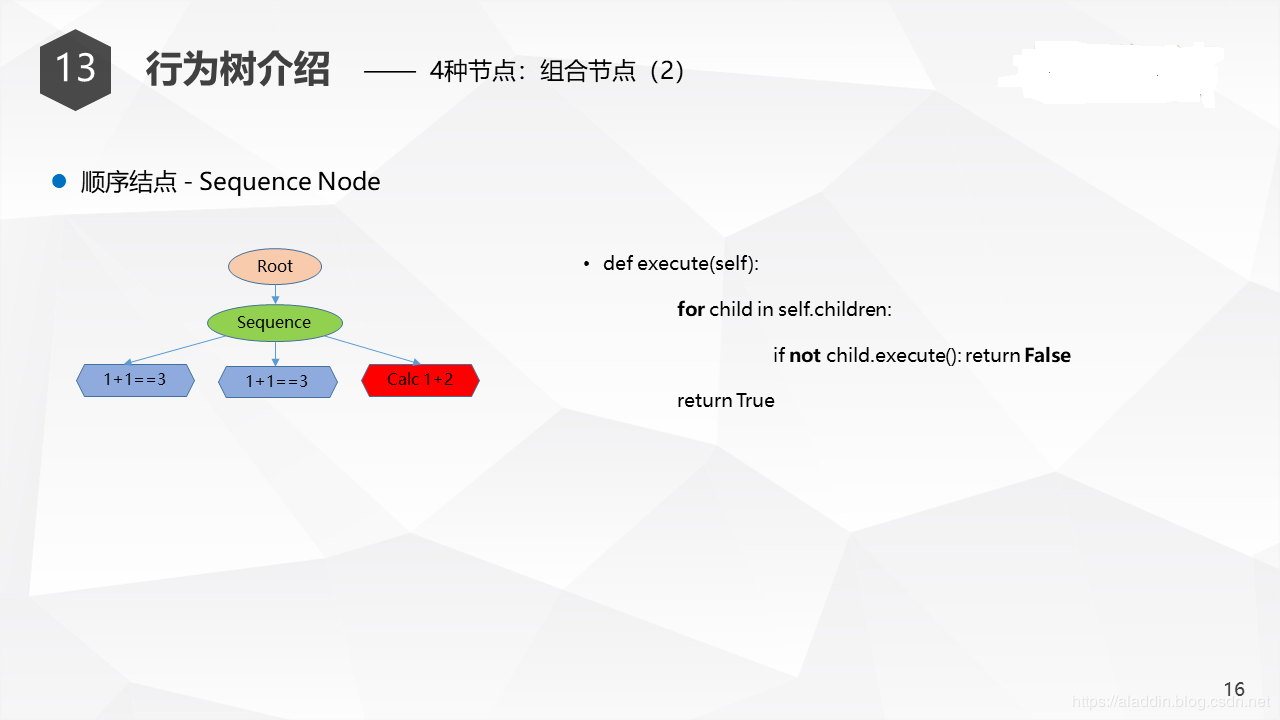 13
行为树介绍 —— 4种节点：组合节点（2）
顺序结点 - Sequence Node
Root
Sequence
1+1==3
1+1==3
Calc 1+2
• def execute(self):
for child in self.children:
if not child.execute(): return False
return True
16
https://aladdin.blog.csdn.net